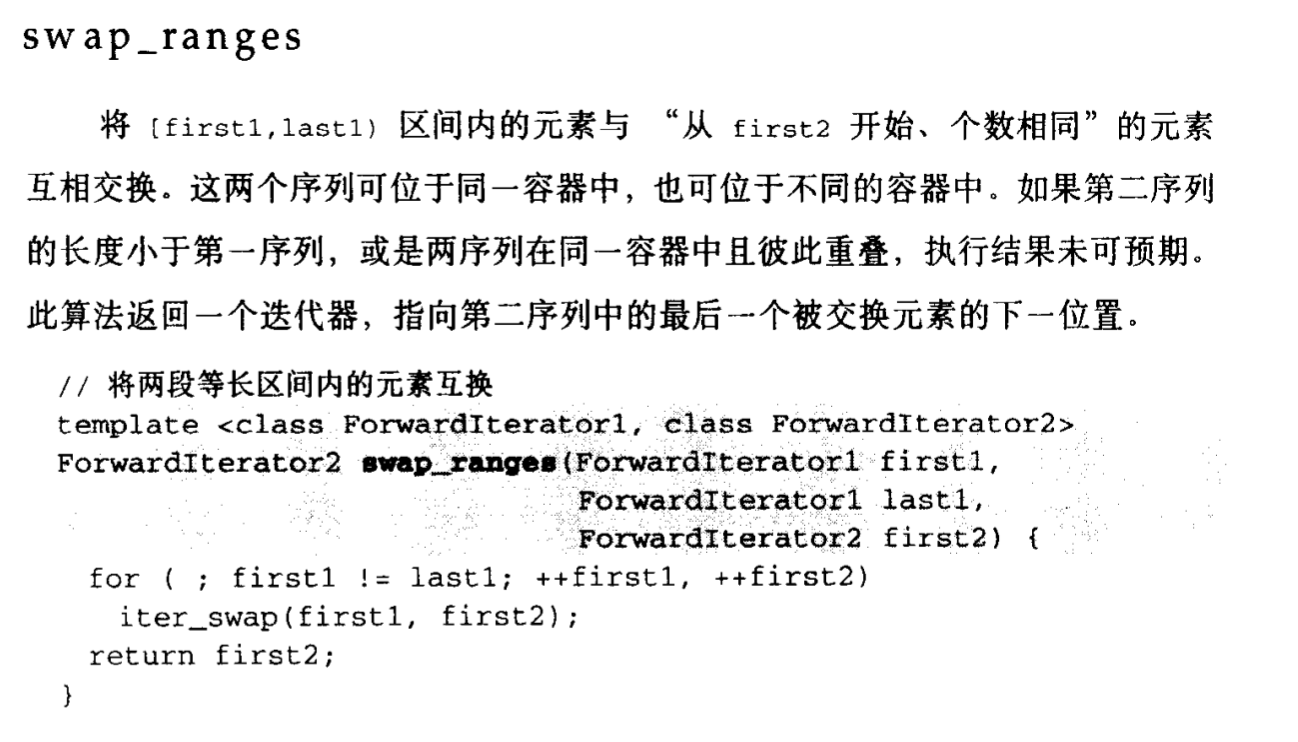 swap_ranges
将 [first1,last1) 区间内的元素与 “从 first2 开始、个数相同”的元素
互相交换。这两个序列可位于同一容器中，也可位于不同的容器中。如果第二序列
的长度小于第一序列，或是两序列在同一容器中且彼此重叠，执行结果未可预期。
此算法返回一个迭代器，指向第二序列中的最后一个被交换元素的下一位置。
// 将两段等长区间内的元素互换
template <class ForwardIterator1, class ForwardIterator2>
ForwardIterator2 swap_ranges(ForwardIterator1 first1,
ForwardIterator1 last1,
ForwardIterator2 first2) {
for ( ; first1 != last1; ++first1, ++first2)
iter_swap(first1, first2);
return first2;
}